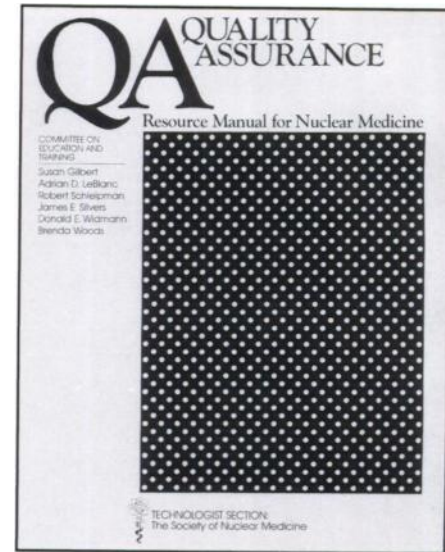 QA QUALITY
ASSURANCE
Resource Manual for Nuclear Medicine
COMMITTEE ON
EDUCATION AND
TRAINING
Susan Gilbert
Adrian D. LeBlanc
Robert Schleipman
James E. Silvers
Donald E. Widmann
Brenda Woods
TECHNOLOGIST SECTION:
The Society of Nuclear Medicine